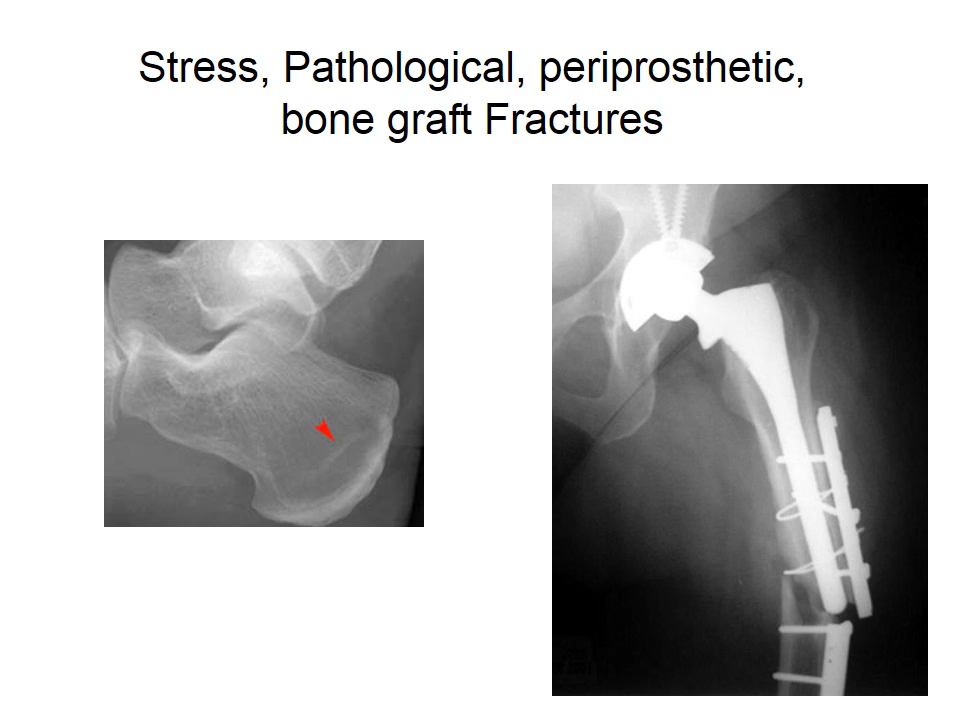 Stress, Pathological, periprosthetic,
bone graft Fractures